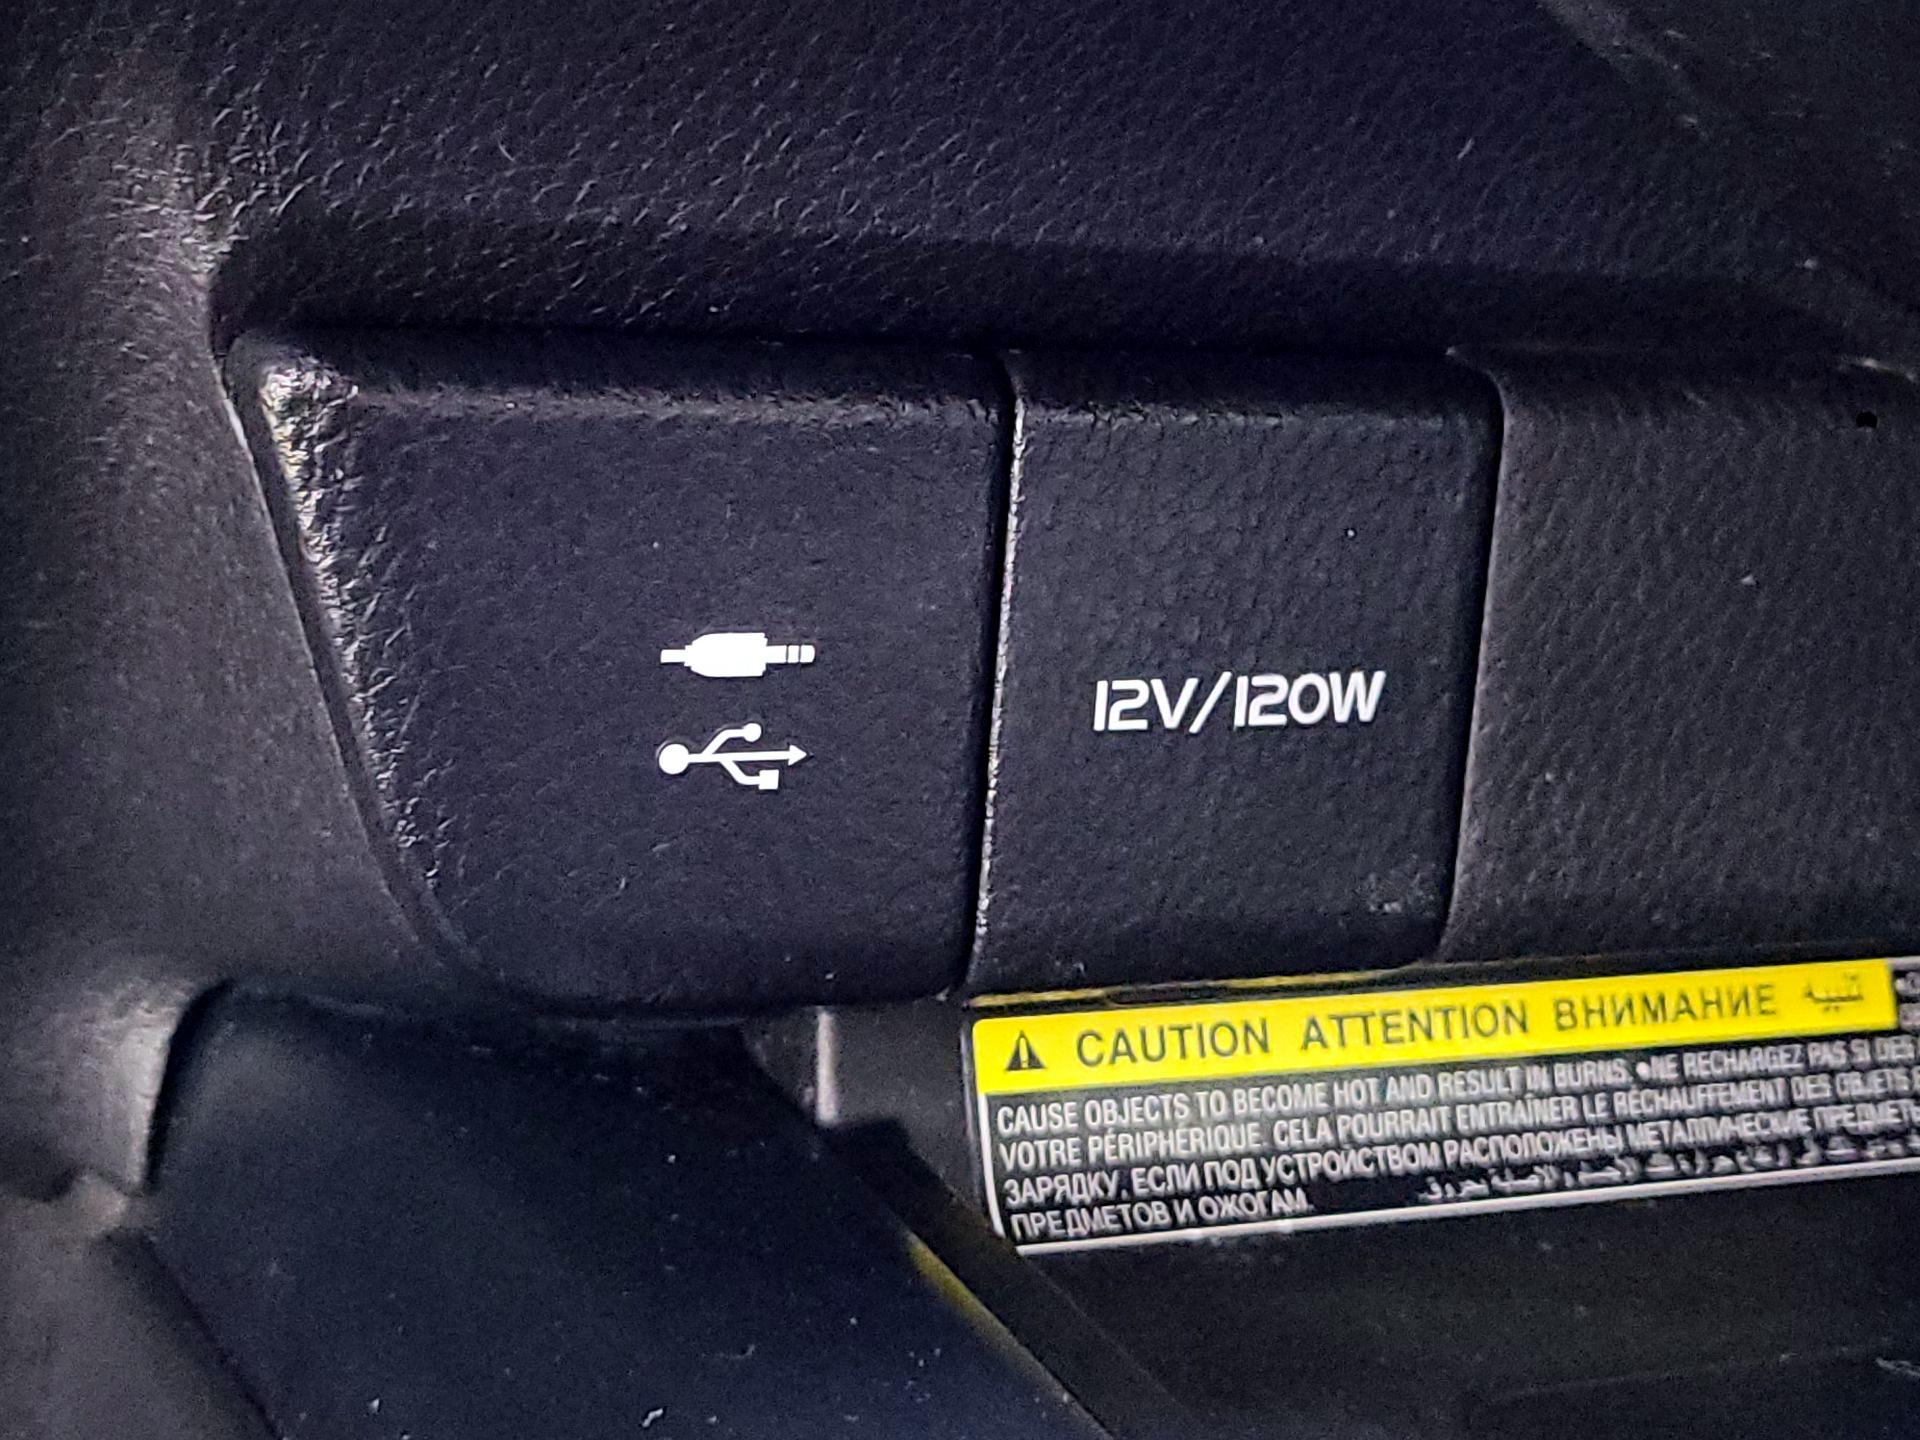 12V/120W
CAUTION ATTENTION ВНИМАНИЕ تنبيه
CAUSE OBJECTS TO BECOME HOT AND RESULT IN BURNS. •NE RECHARGEZ PAS SI DES
VOTRE PÉRIPHÉRIQUE. CELA POURRAIT ENTRAÎNER LE RÉCHAUFFEMENT DES OBJETS
ЗАРЯДКУ, ЕСЛИ ПОД УСТРОЙСТВОМ РАСПОЛОЖЕНЫ МЕТАЛЛИЧЕСКИЕ ПРЕДМЕТЫ
ПРЕДМЕТОВ И ОЖОГАМ.